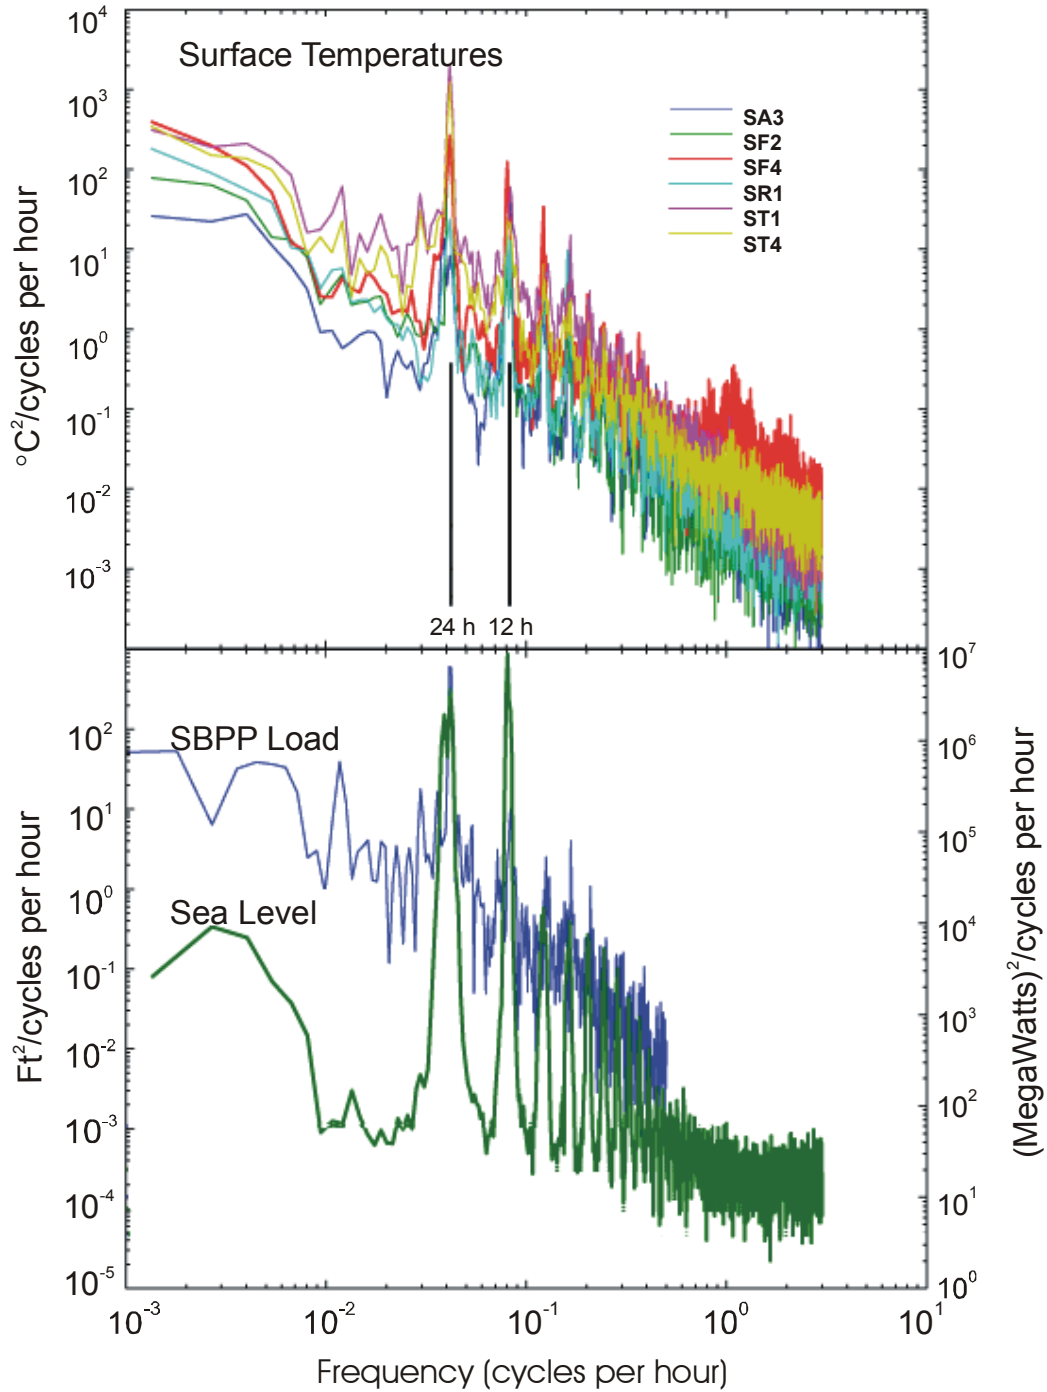 Surface Temperatures
10^4
10^3
10^2
10^1
10^0
10^-1
10^-2
10^-3
°C^2/cycles per hour
SA3
SF2
SF4
SR1
ST1
ST4
24 h 12 h
SBPP Load
Sea Level
10^2
10^1
10^0
10^-1
10^-2
10^-3
10^-4
10^-5
Ft^2/cycles per hour
10^7
10^6
10^5
10^4
10^3
10^2
10^1
10^0
(MegaWatts)^2/cycles per hour
10^-3 10^-2 10^-1 10^0 10^1
Frequency (cycles per hour)